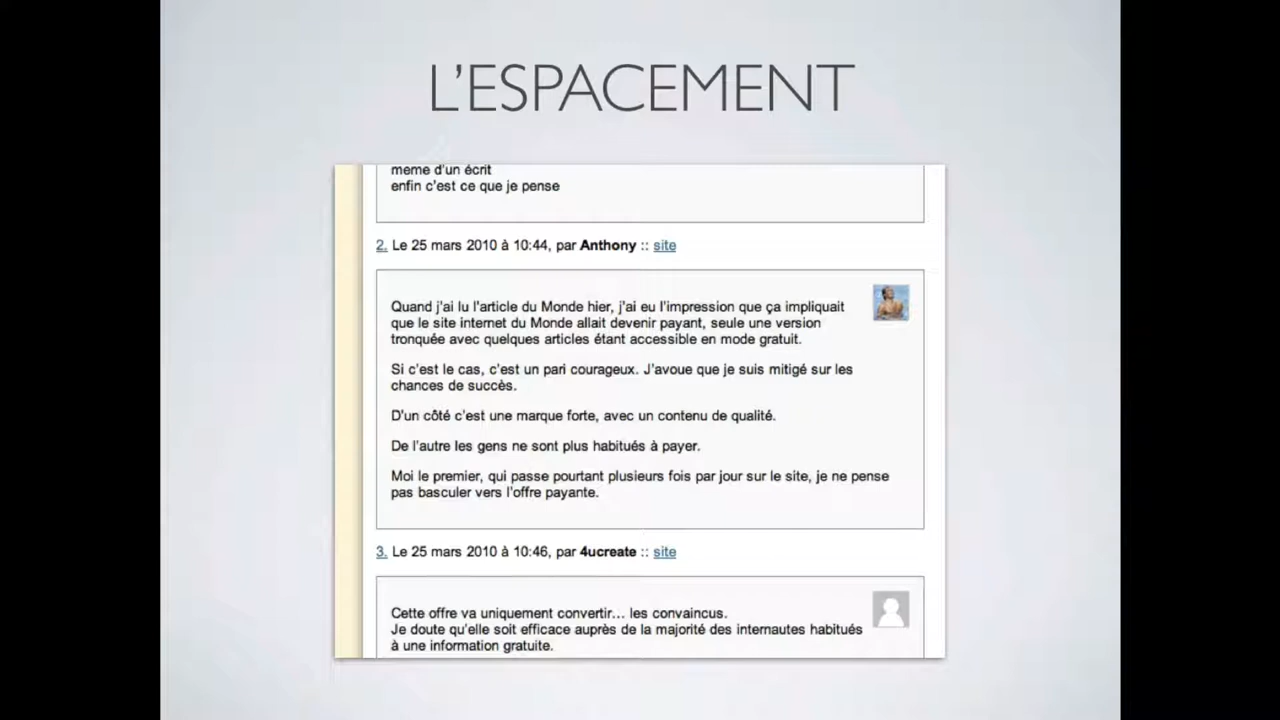 L’ESPACEMENT
meme d'un écrit
enfin c'est ce que je pense
2. Le 25 mars 2010 à 10:44, par Anthony :: site
Quand j'ai lu l'article du Monde hier, j'ai eu l'impression que ça impliquait
que le site internet du Monde allait devenir payant, seule une version
tronquée avec quelques articles étant accessible en mode gratuit.
Si c'est le cas, c'est un pari courageux. J'avoue que je suis mitigé sur les
chances de succès.
D'un côté c'est une marque forte, avec un contenu de qualité.
De l'autre les gens ne sont plus habitués à payer.
Moi le premier, qui passe pourtant plusieurs fois par jour sur le site, je ne pense
pas basculer vers l'offre payante.
3. Le 25 mars 2010 à 10:46, par 4ucreate :: site
Cette offre va uniquement convertir… les convaincus.
Je doute qu'elle soit efficace auprès de la majorité des internautes habitués
à une information gratuite.